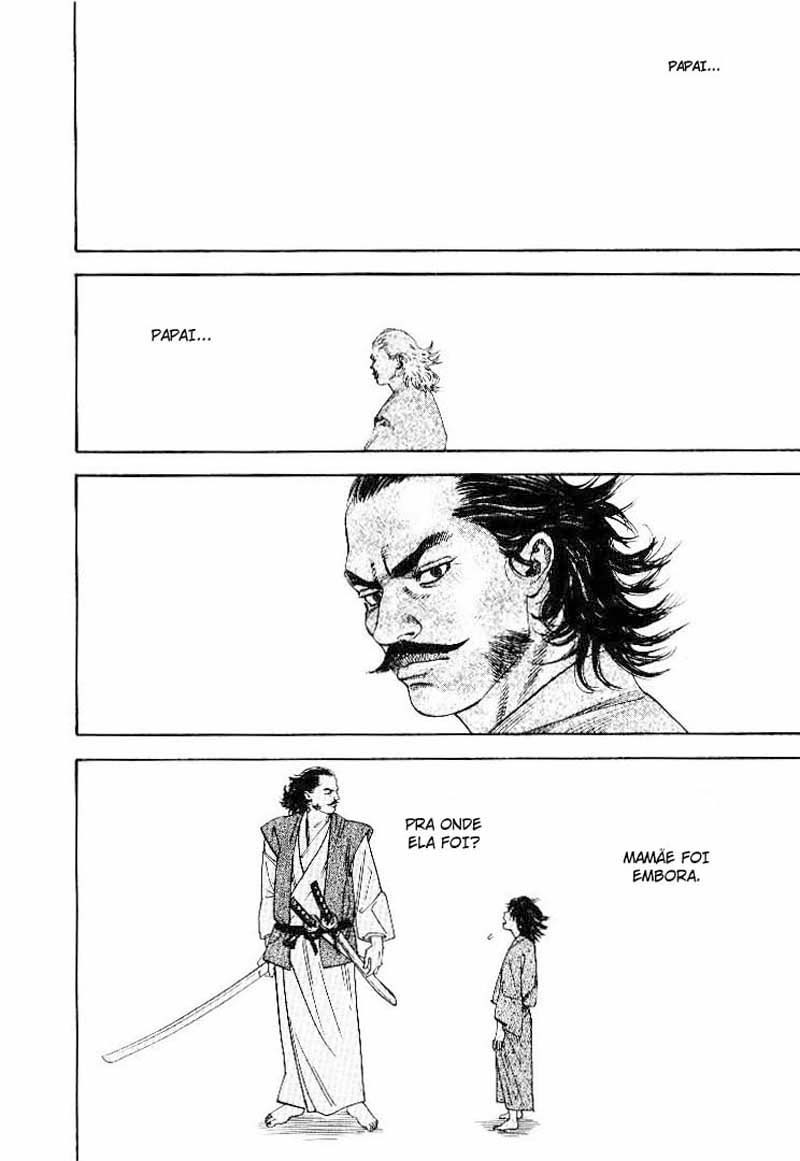 PAPAI...
PAPAI...
MAMÃE FOI
EMBORA.
PRA ONDE
ELA FOI?